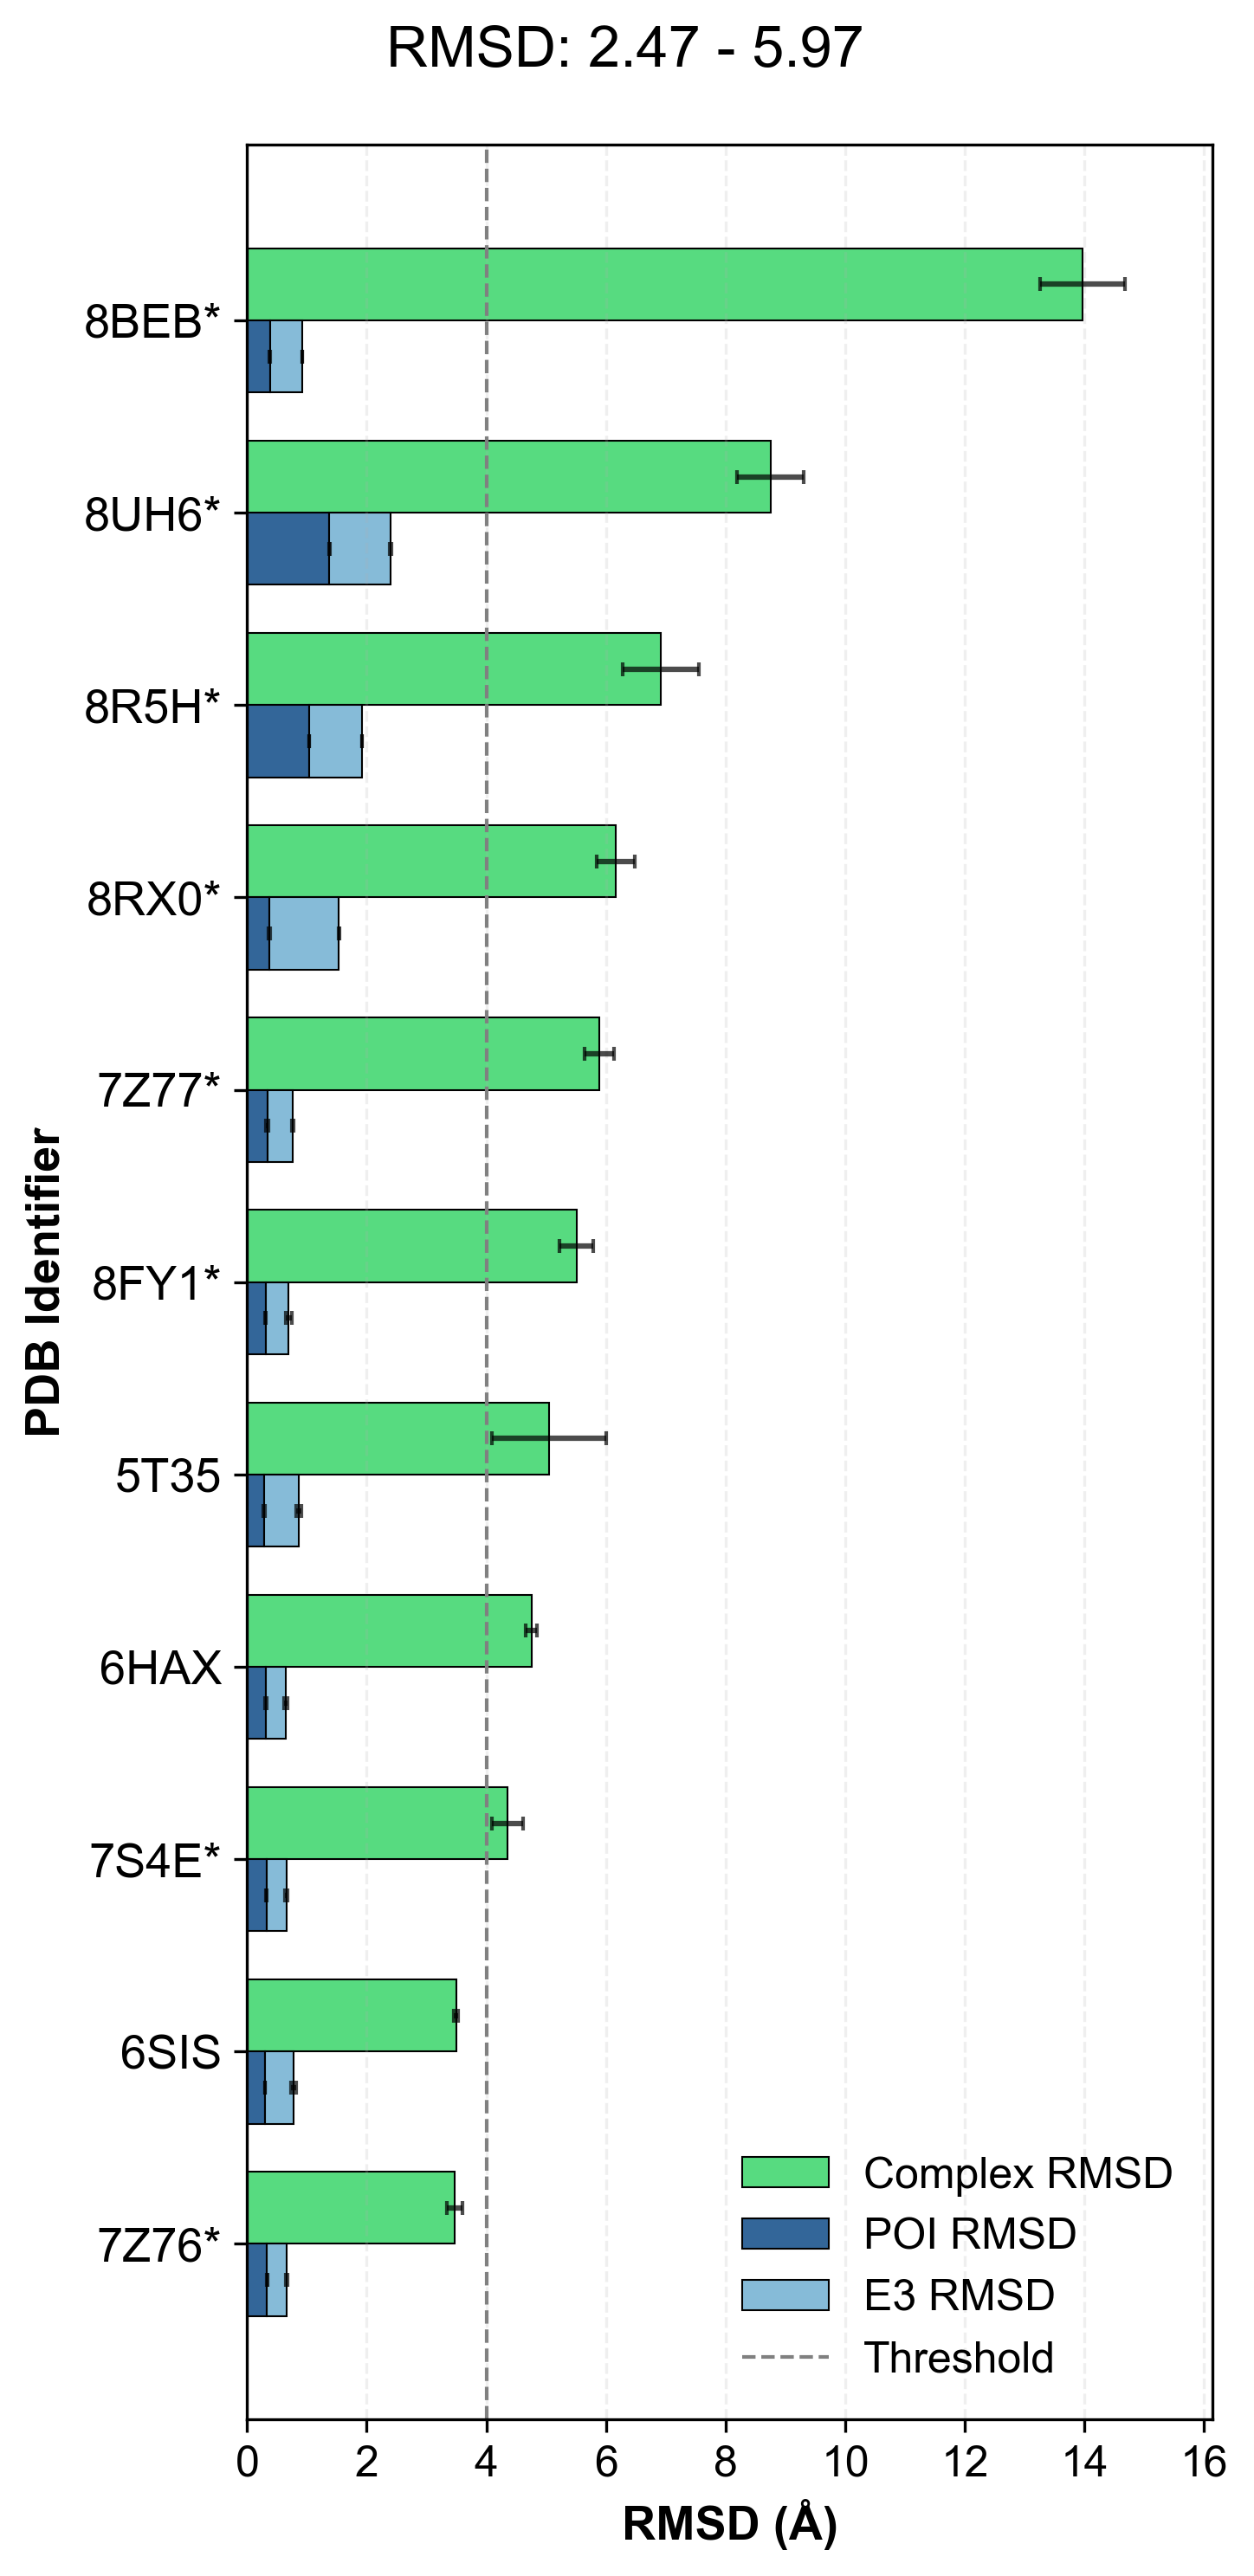 RMSD: 2.47 - 5.97
8BEB*
8UH6*
8R5H*
8RX0*
7Z77*
8FY1*
5T35
6HAX
7S4E*
6SIS
7Z76*
PDB Identifier
Complex RMSD
POI RMSD
E3 RMSD
Threshold
0 2 4 6 8 10 12 14 16
RMSD (Å)